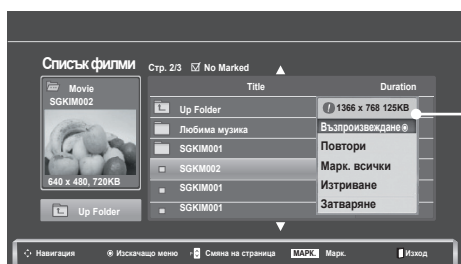 Списък филми
Стр. 2/3 ☑ No Marked
Movie
SGKIM002
640 x 480, 720KB
Up Folder
Title Duration
Up Folder
Любима музика
SGKIM001
SGKM002
SGKIM001
SGKIM001
1366 x 768 125KB
Възпроизвеждане
Повтори
Марк. всички
Изтриване
Затваряне
Навигация Изскачащо меню Смяна на страница МАРК. Марк. Изход